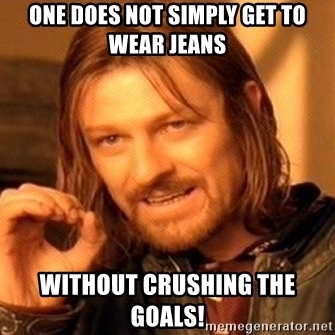 ONE DOES NOT SIMPLY GET TO
WEAR JEANS
WITHOUT CRUSHING THE
GOALS!
memegenerator.net